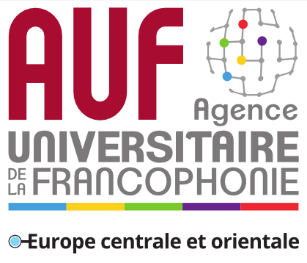 AUF
Agence
UNIVERSITAIRE
DE LA FRANCOPHONIE
Europe centrale et orientale